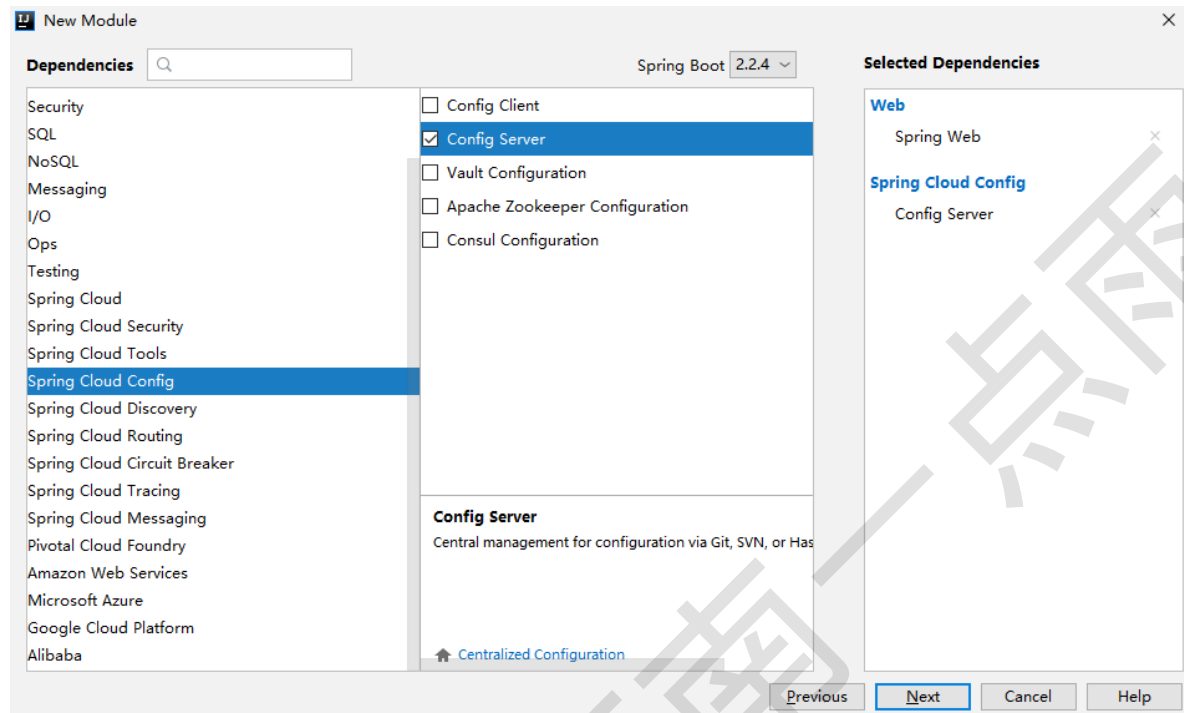 New Module
Dependencies
Spring Boot 2.2.4
Selected Dependencies
Security
SQL
NoSQL
Messaging
I/O
Ops
Testing
Spring Cloud
Spring Cloud Security
Spring Cloud Tools
Spring Cloud Config
Spring Cloud Discovery
Spring Cloud Routing
Spring Cloud Circuit Breaker
Spring Cloud Tracing
Spring Cloud Messaging
Pivotal Cloud Foundry
Amazon Web Services
Microsoft Azure
Google Cloud Platform
Alibaba
Config Client
Config Server
Vault Configuration
Apache Zookeeper Configuration
Consul Configuration
Config Server
Central management for configuration via Git, SVN, or Has
Centralized Configuration
Web
Spring Web
Spring Cloud Config
Config Server
Previous
Next
Cancel
Help
南一点雨